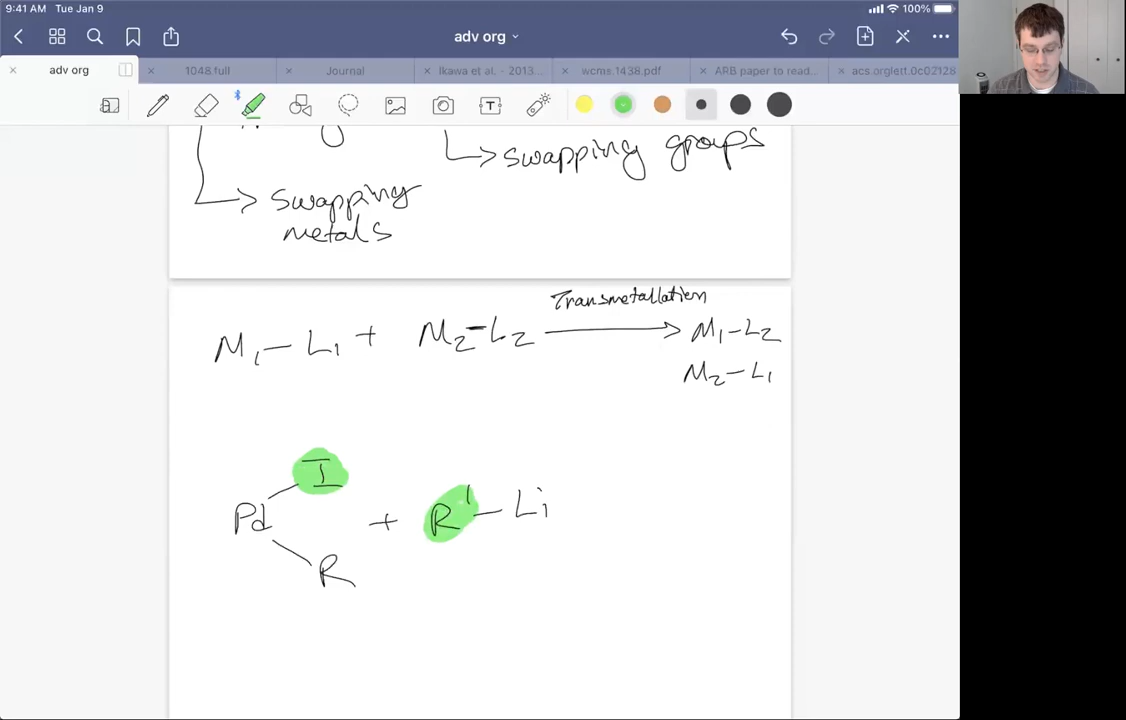 9:41 AM Tue Jan 9
100%
adv org
adv org
1048.full
Journal
Ikawa et al. - 2013...
wcms.1438.pdf
ARB paper to read...
acs.orglett.0c02128
T
swapping groups
swapping
metals
Transmetallation
M₁—L₁ + M₂—L₂ → M₁—L₂
M₂—L₁
I
Pd + R'—Li
R